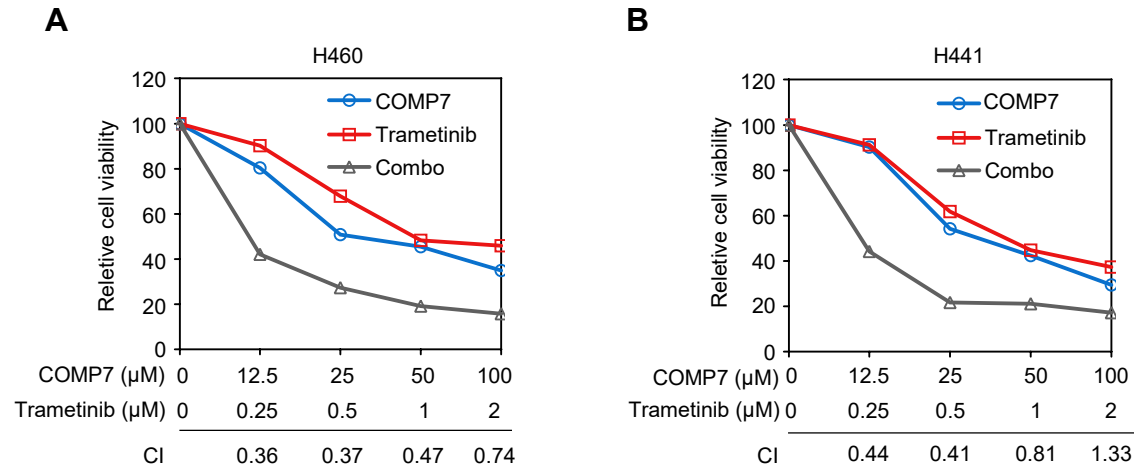 A
H460
120
100
80
60
40
20
0
Reletive cell viability
COMP7
Trametinib
Combo
COMP7 (μM) 0 12.5 25 50 100
Trametinib (μM) 0 0.25 0.5 1 2
CI 0.36 0.37 0.47 0.74
B
H441
120
100
80
60
40
20
0
Reletive cell viability
COMP7
Trametinib
Combo
COMP7 (μM) 0 12.5 25 50 100
Trametinib (μM) 0 0.25 0.5 1 2
CI 0.44 0.41 0.81 1.33